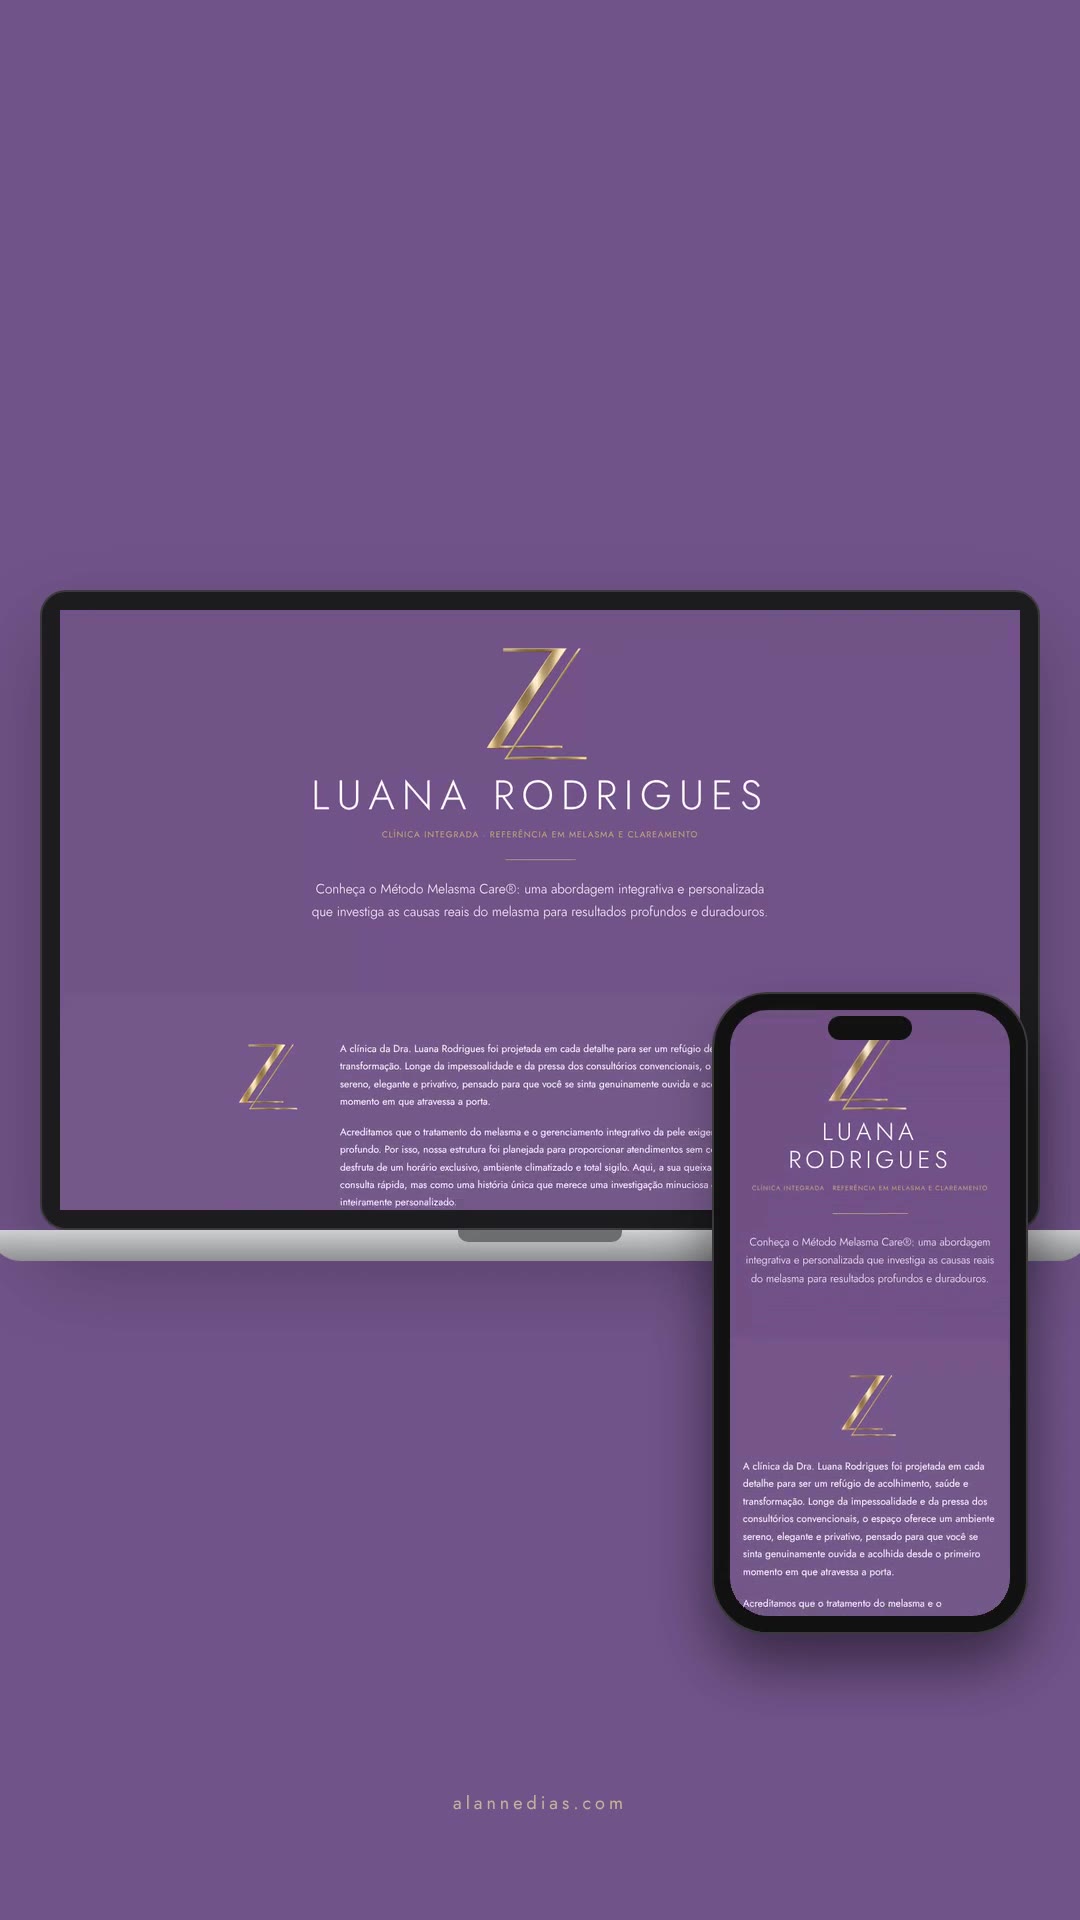 LUANA RODRIGUES
CLÍNICA INTEGRADA · REFERÊNCIA EM MELASMA E CLAREAMENTO
Conheça o Método Melasma Care®: uma abordagem integrativa e personalizada
que investiga as causas reais do melasma para resultados profundos e duradouros.
A clínica da Dra. Luana Rodrigues foi projetada em cada detalhe para ser um refúgio de
transformação. Longe da impessoalidade e da pressa dos consultórios convencionais, o
sereno, elegante e privativo, pensado para que você se sinta genuinamente ouvida e
momento em que atravessa a porta.
Acreditamos que o tratamento do melasma e o gerenciamento integrativo da pele
profundo. Por isso, nossa estrutura foi planejada para proporcionar atendimentos sem
desfruta de um horário exclusivo, ambiente climatizado e total sigilo. Aqui, a sua queixa
consulta rápida, mas como uma história única que merece uma investigação minuciosa
inteiramente personalizado.
LUANA
RODRIGUES
CLÍNICA INTEGRADA · REFERÊNCIA EM MELASMA E CLAREAMENTO
Conheça o Método Melasma Care®: uma abordagem
integrativa e personalizada que investiga as causas reais
do melasma para resultados profundos e duradouros.
A clínica da Dra. Luana Rodrigues foi projetada em cada
detalhe para ser um refúgio de acolhimento, saúde e
transformação. Longe da impessoalidade e da pressa dos
consultórios convencionais, o espaço oferece um ambiente
sereno, elegante e privativo, pensado para que você se
sinta genuinamente ouvida e acolhida desde o primeiro
momento em que atravessa a porta.
Acreditamos que o tratamento do melasma e o
alannedias.com